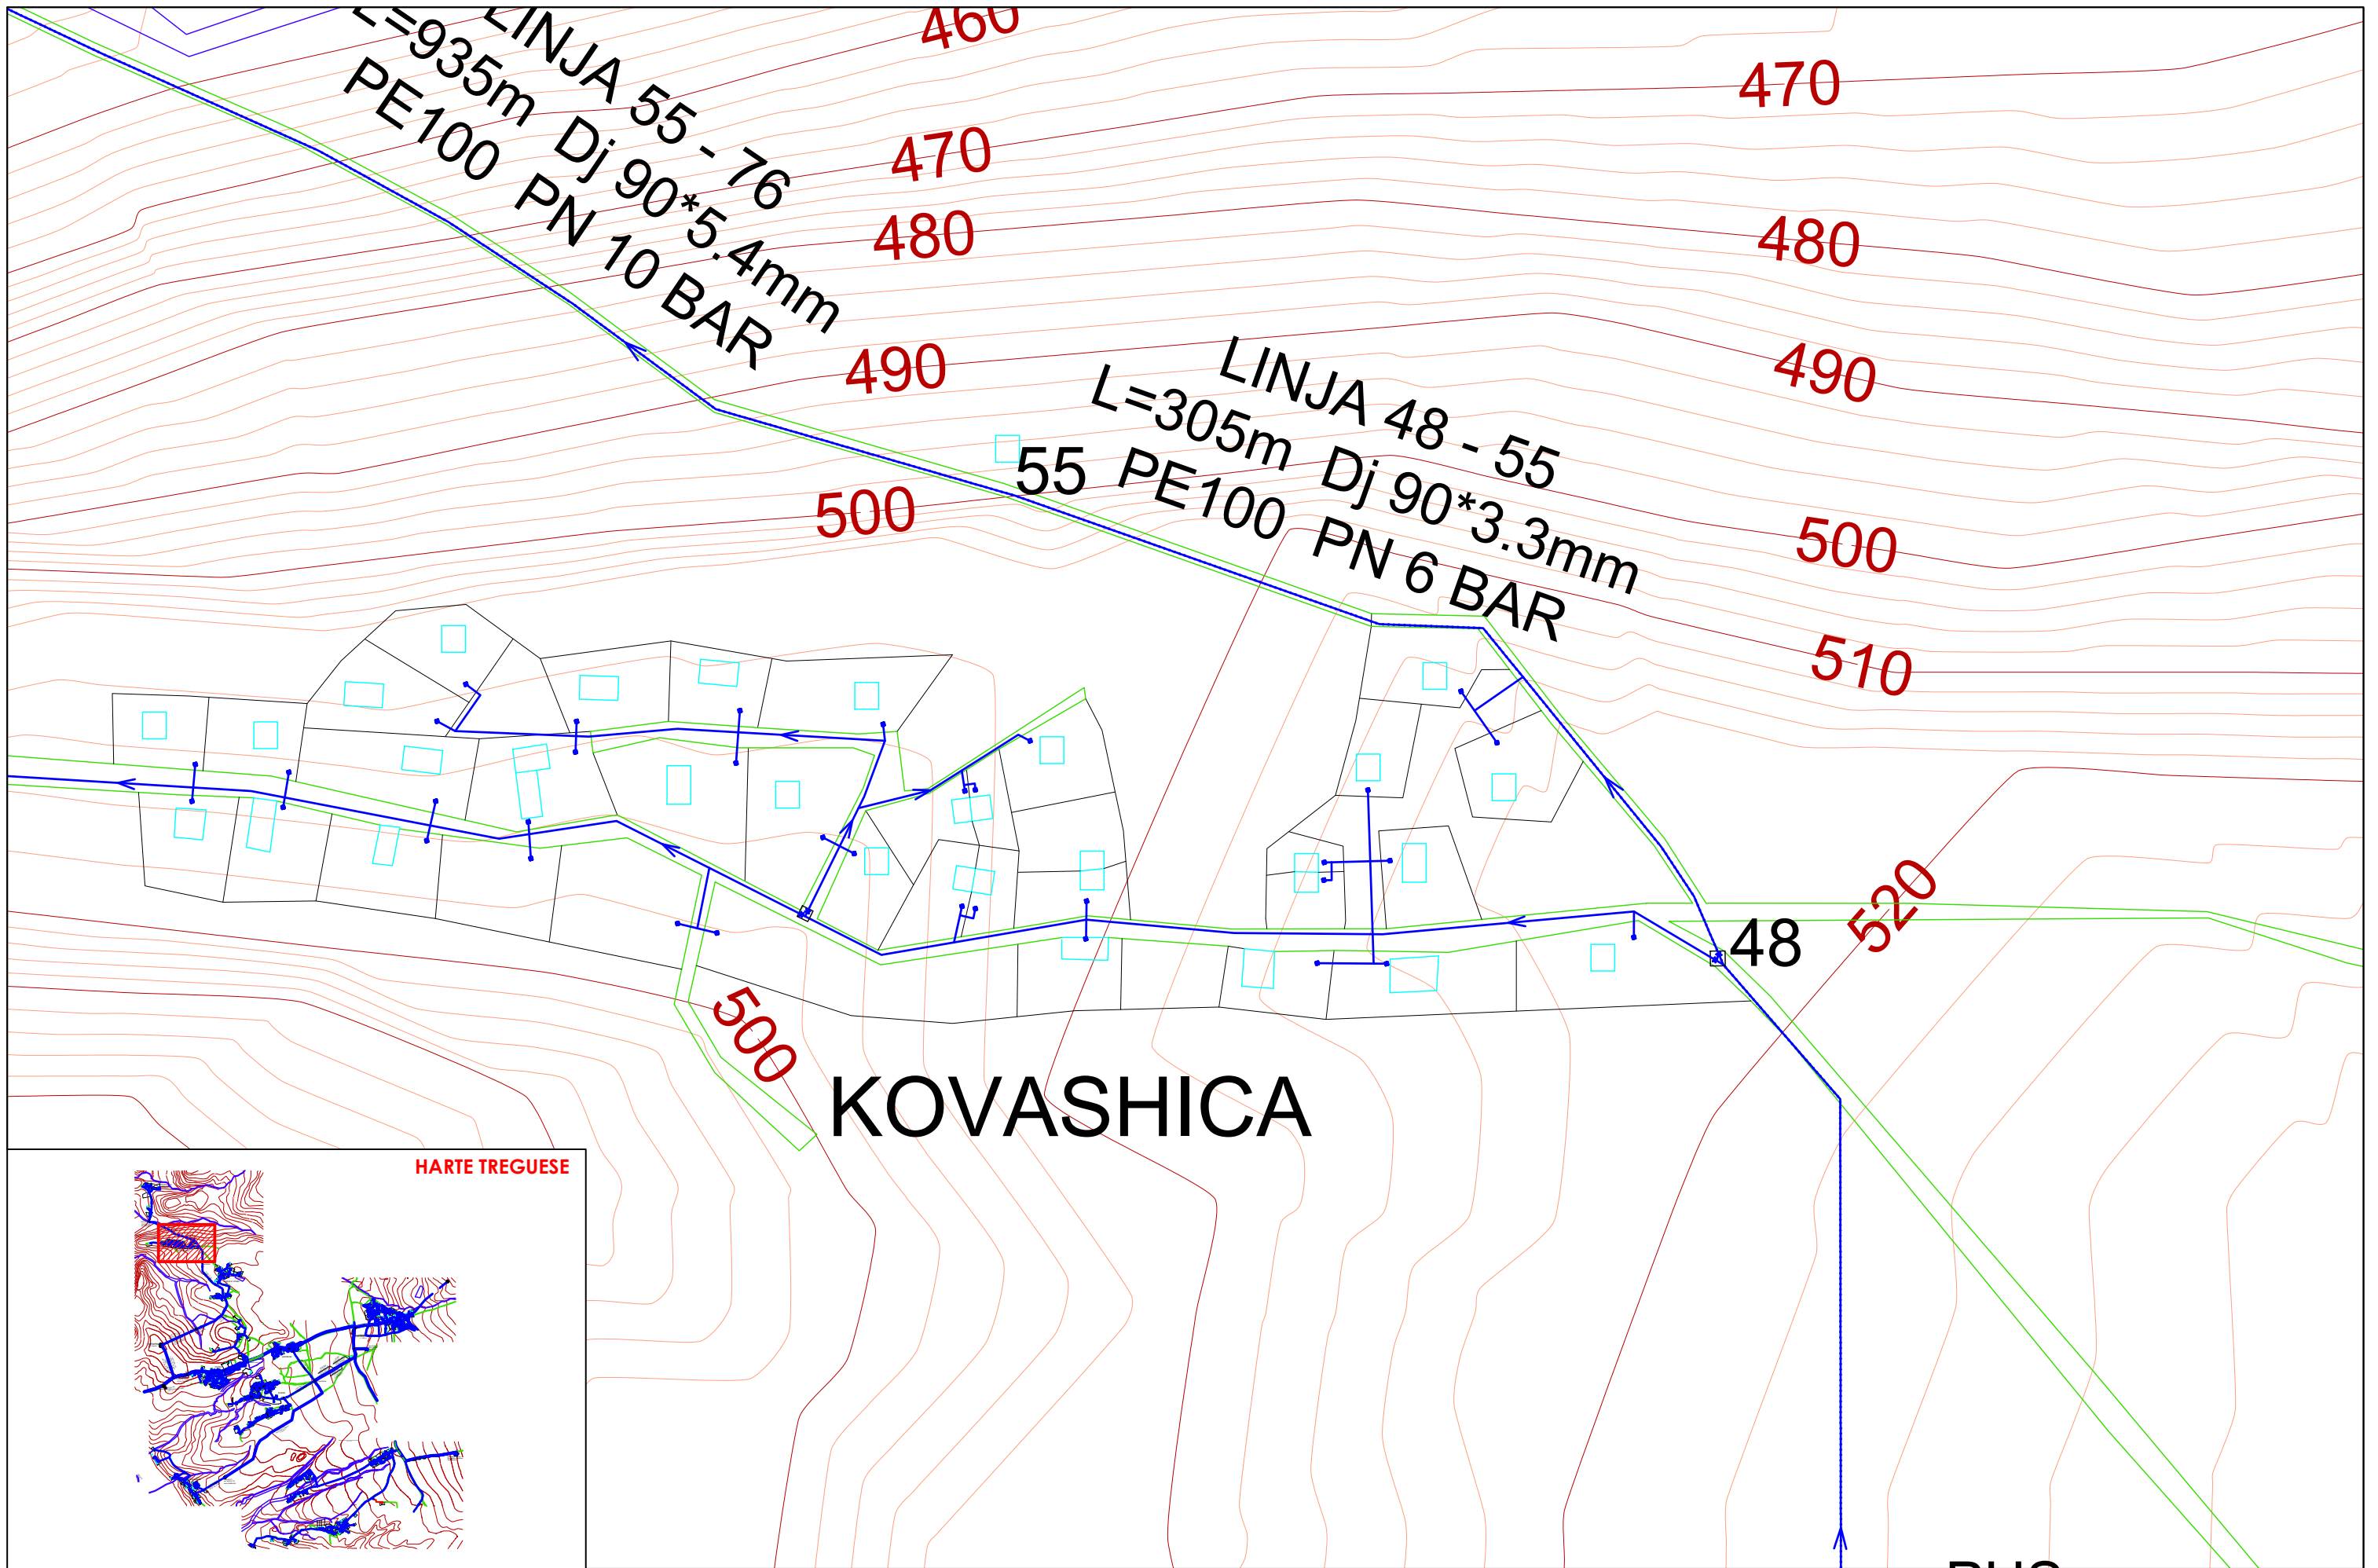 460
LINJA 55 - 76
L=935m Dj 90*5.4mm
PE100 PN 10 BAR
470
470
480
480
490
490
LINJA 48 - 55
L=305m Dj 90*3.3mm
PE100 PN 6 BAR
55
500
500
510
520
48
500
KOVASHICA
HARTE TREGUESE